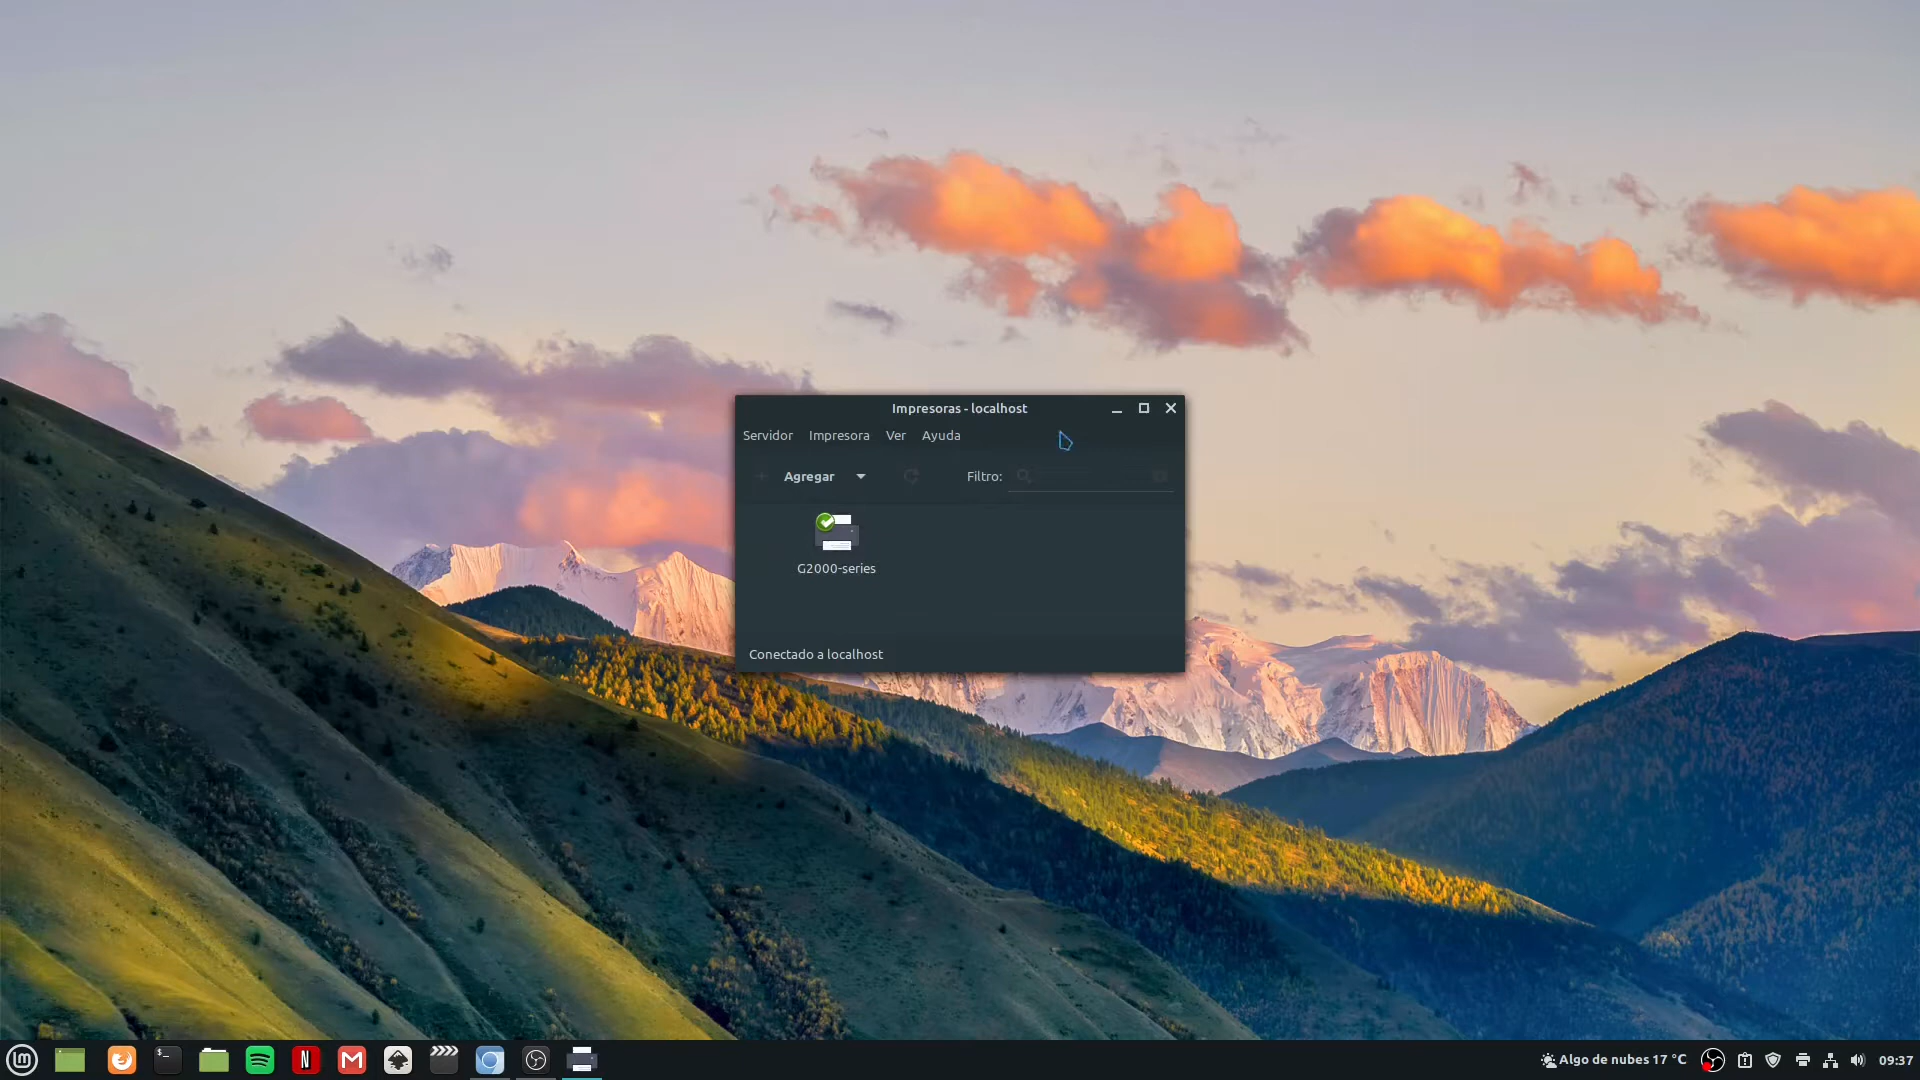 Impresoras - localhost
Servidor Impresora Ver Ayuda
Agregar Filtro:
G2000-series
Conectado a localhost
$_
N
M
Algo de nubes 17 °C
09:37